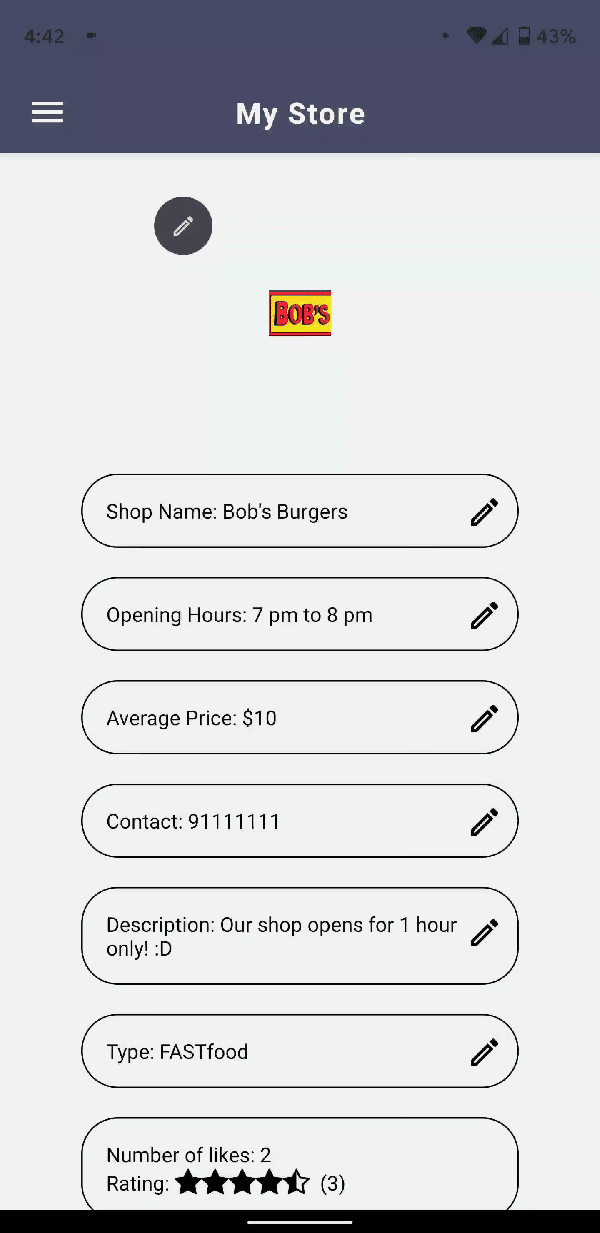 4:42
43%
My Store
BOB'S
Shop Name: Bob's Burgers
Opening Hours: 7 pm to 8 pm
Average Price: $10
Contact: 91111111
Description: Our shop opens for 1 hour
only! :D
Type: FASTfood
Number of likes: 2
Rating: ★★★★⯪ (3)